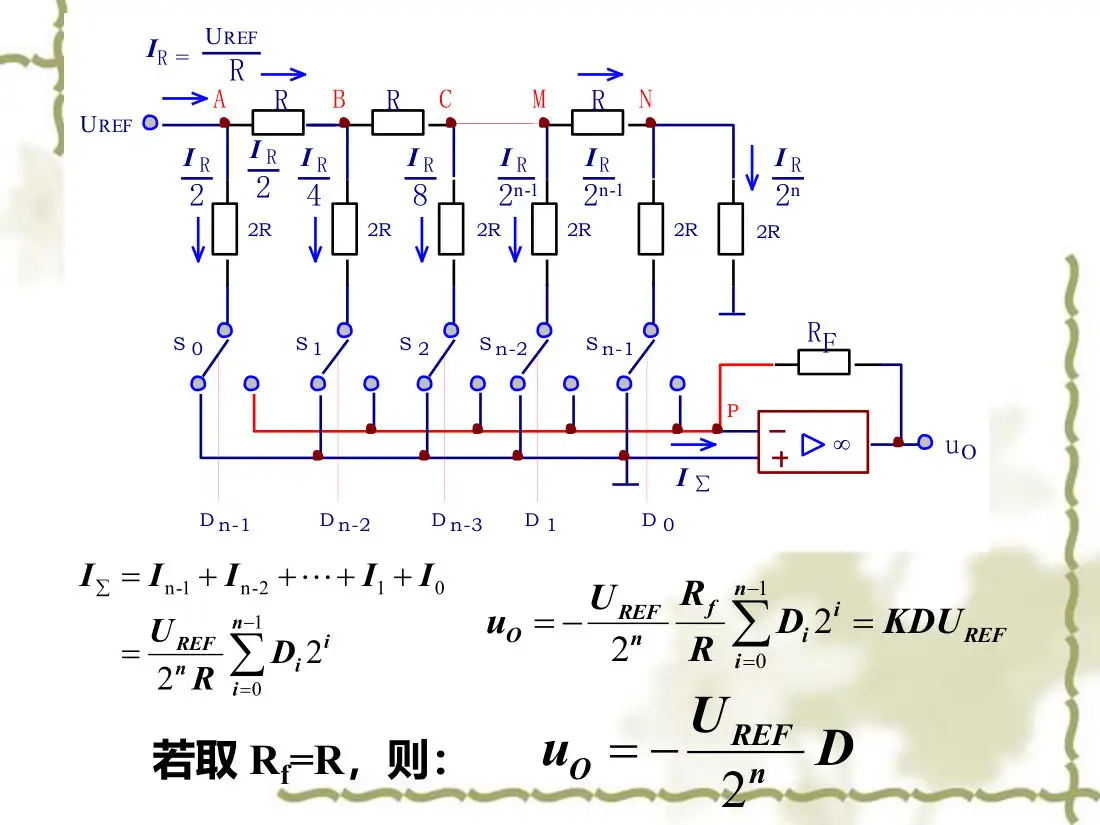 I_R = U_REF / R
A R B R C M R N
U_REF
I_R/2 I_R/2 I_R/4 I_R/8 I_R/2^{n-1} I_R/2^{n-1} I_R/2^n
2R 2R 2R 2R 2R 2R
S_0 S_1 S_2 S_{n-2} S_{n-1} R_F
P
− ▷ ∞
+ u_O
I_Σ
D_{n-1} D_{n-2} D_{n-3} D_1 D_0
I_Σ = I_{n-1} + I_{n-2} + ⋯ + I_1 + I_0
= U_REF / (2^n R) ∑_{i=0}^{n−1} D_i 2^i
u_O = − U_REF / 2^n R_f / R ∑_{i=0}^{n−1} D_i 2^i = KDU_REF
若取 R_f=R，则：
u_O = − U_REF / 2^n D